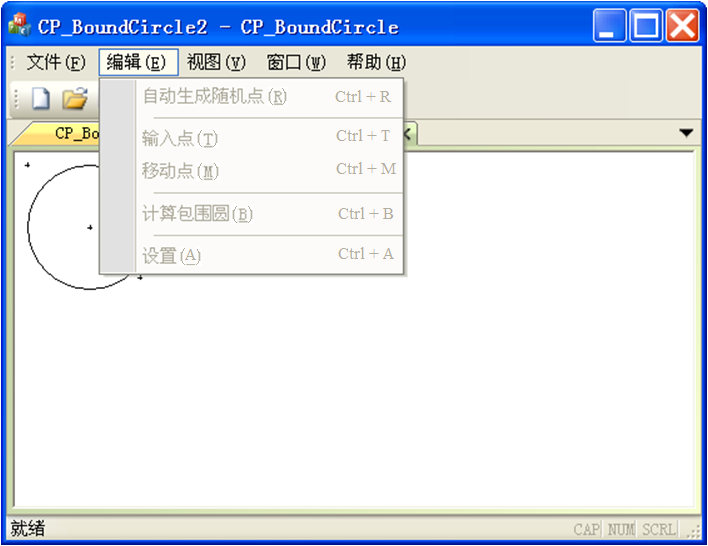 CP_BoundCircle2 - CP_BoundCircle
文件(F) 编辑(E) 视图(V) 窗口(W) 帮助(H)
自动生成随机点(R) Ctrl+R
CP_Bo
输入点(T) Ctrl+T
移动点(M) Ctrl+M
计算包围圆(B) Ctrl+B
设置(A) Ctrl+A
就绪 CAP NUM SCRL